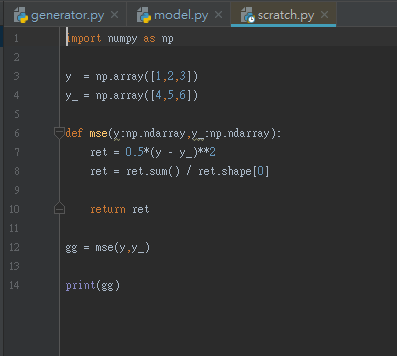 generator.py × model.py × scratch.py ×
1 import numpy as np
2
3 y = np.array([1,2,3])
4 y_ = np.array([4,5,6])
5
6 def mse(y:np.ndarray,y_:np.ndarray):
7 ret = 0.5*(y - y_)**2
8 ret = ret.sum() / ret.shape[0]
9
10 return ret
11
12 gg = mse(y,y_)
13
14 print(gg)